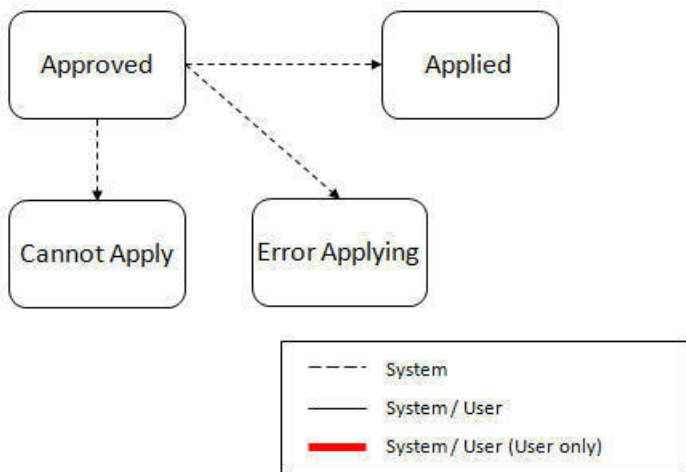 Approved
Applied
Cannot Apply
Error Applying
System
System / User
System / User (User only)